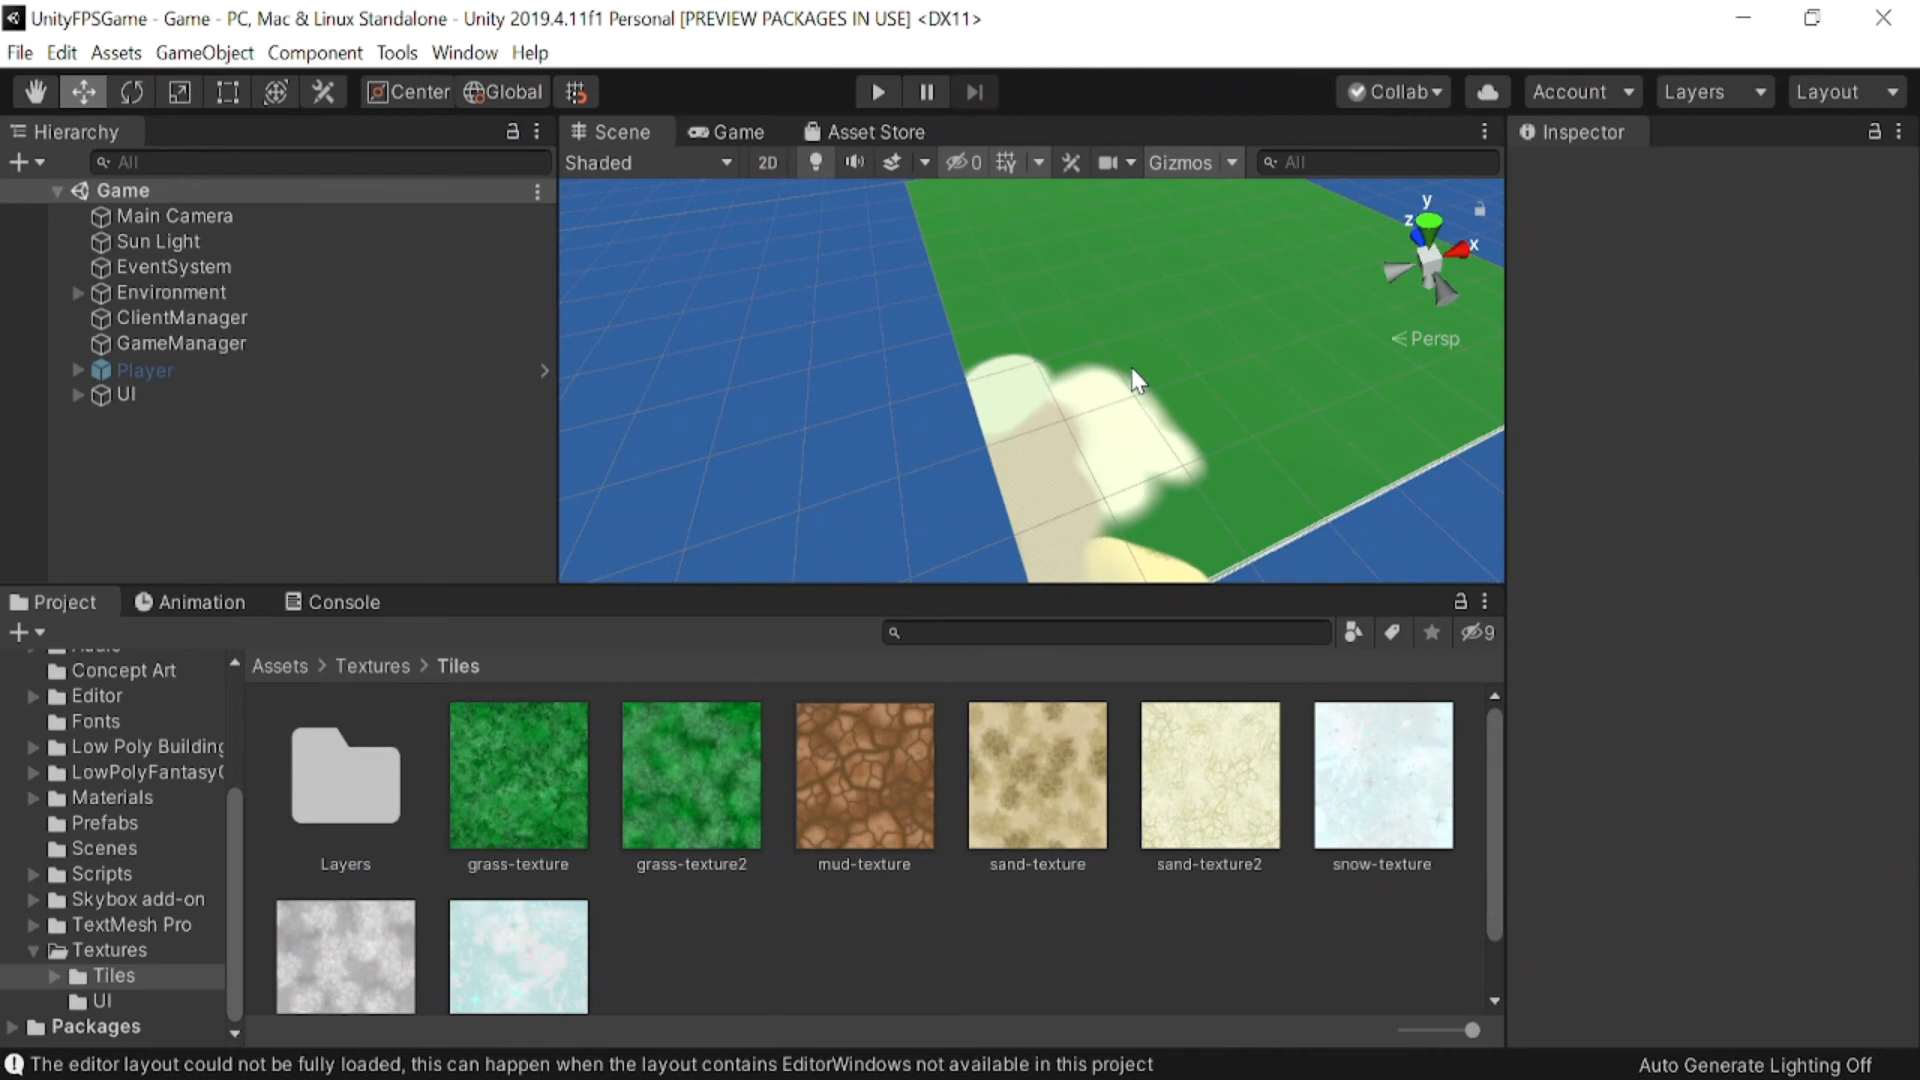 UnityFPSGame - Game - PC, Mac & Linux Standalone - Unity 2019.4.11f1 Personal [PREVIEW PACKAGES IN USE] <DX11>
File Edit Assets GameObject Component Tools Window Help
Center Global Collab Account Layers Layout
Hierarchy
All
Game
Main Camera
Sun Light
EventSystem
Environment
ClientManager
GameManager
Player
UI
Scene Game Asset Store
Shaded 2D 0 Gizmos All
y
z
x
Persp
Inspector
Project Animation Console
9
Concept Art
Editor
Fonts
Low Poly Building
LowPolyFantasy
Materials
Prefabs
Scenes
Scripts
Skybox add-on
TextMesh Pro
Textures
Tiles
UI
Packages
Assets > Textures > Tiles
Layers grass-texture grass-texture2 mud-texture sand-texture sand-texture2 snow-texture
The editor layout could not be fully loaded, this can happen when the layout contains EditorWindows not available in this project
Auto Generate Lighting Off